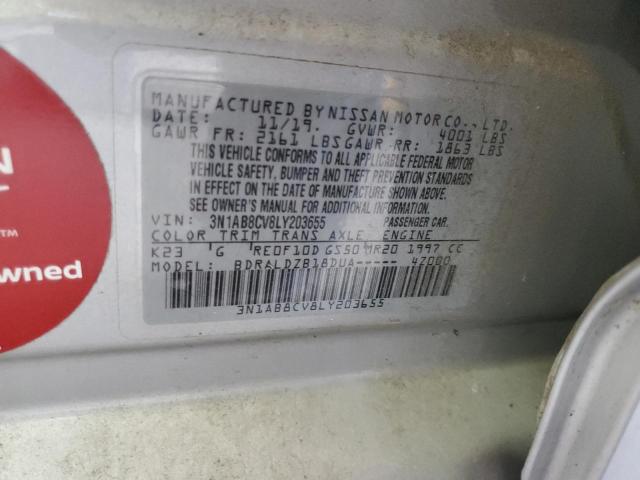 MANUFACTURED BY NISSAN MOTOR CO., LTD.
DATE: 11/19. GVWR: 4001 LBS
GAWR FR: 2161 LBS GAWR RR: 1863 LBS
THIS VEHICLE CONFORMS TO ALL APPLICABLE FEDERAL MOTOR
VEHICLE SAFETY, BUMPER AND THEFT PREVENTION STANDARDS
IN EFFECT ON THE DATE OF MANUFACTURE SHOWN ABOVE.
SEE OWNER'S MANUAL FOR ADDITIONAL INFORMATION.
VIN: 3N1AB8CV8LY203655 PASSENGER CAR.
COLOR TRIM TRANS AXLE ENGINE
K23 G RE0F10D GS50 MR20 1997 CC
MODEL: BDRALDZB18DUA----- 4Z000
3N1AB8CV8LY203655
N
TM
wned